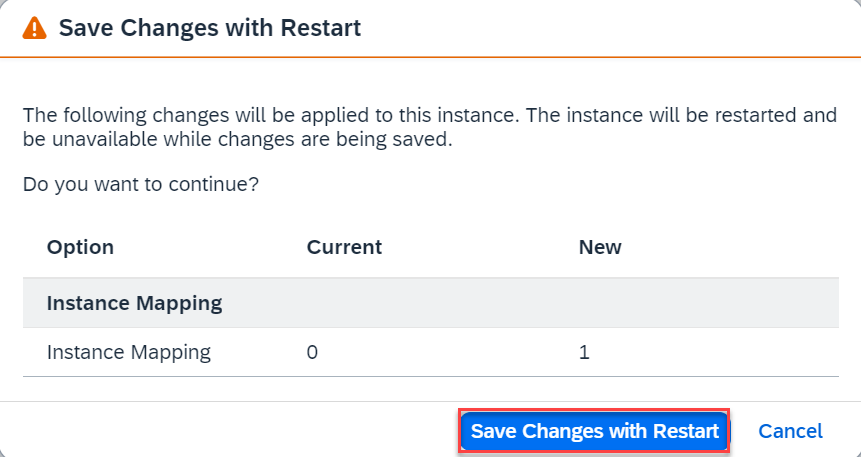 Save Changes with Restart
The following changes will be applied to this instance. The instance will be restarted and
be unavailable while changes are being saved.
Do you want to continue?
Option Current New
Instance Mapping
Instance Mapping 0 1
Save Changes with Restart Cancel